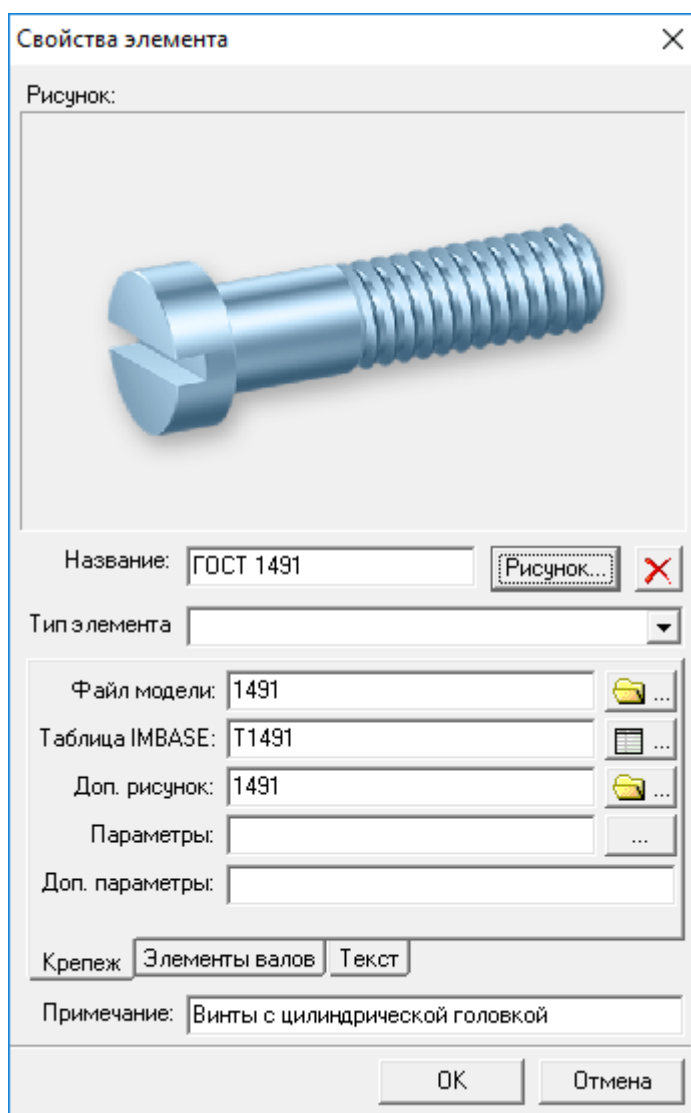 Свойства элемента
Рисунок:
Название: ГОСТ 1491 Рисунок...
Тип элемента
Файл модели: 1491 ...
Таблица IMBASE: T1491 ...
Доп. рисунок: 1491 ...
Параметры: ...
Доп. параметры:
Крепеж Элементы валов Текст
Примечание: Винты с цилиндрической головкой
OK Отмена